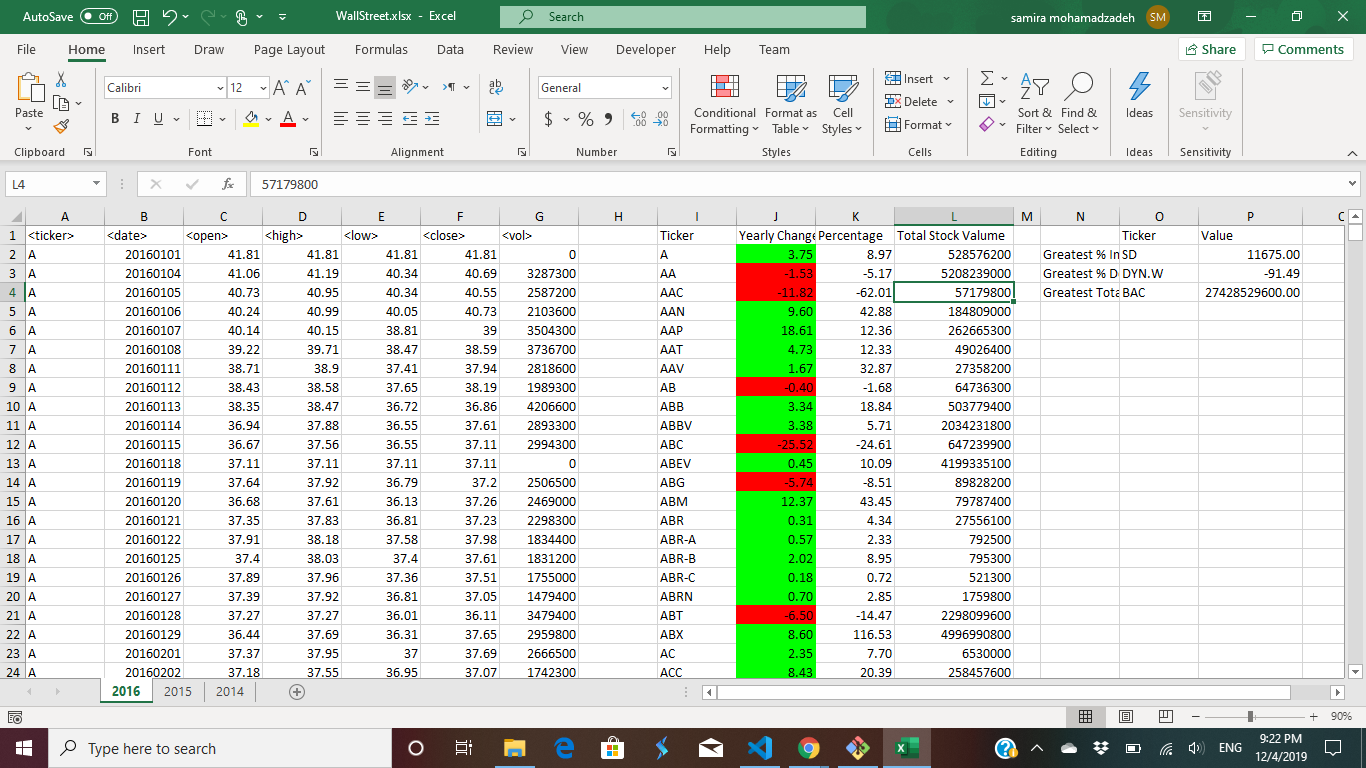 AutoSave Off WallStreet.xlsx - Excel Search samira mohamadzadeh SM
File Home Insert Draw Page Layout Formulas Data Review View Developer Help Team Share Comments
Paste Calibri 12 General Conditional Formatting Format as Table Cell Styles Insert Delete Format Sort & Filter Find & Select Ideas Sensitivity
Clipboard Font Alignment Number Styles Cells Editing Ideas Sensitivity
L4 fx 57179800
A B C D E F G H I J K L M N O P
1 <ticker> <date> <open> <high> <low> <close> <vol> Ticker Yearly Change Percentage Total Stock Valume Ticker Value
2 A 20160101 41.81 41.81 41.81 41.81 0 A 3.75 8.97 528576200 Greatest % In SD 11675.00
3 A 20160104 41.06 41.19 40.34 40.69 3287300 AA -1.53 -5.17 5208239000 Greatest % D DYN.W -91.49
4 A 20160105 40.73 40.95 40.34 40.55 2587200 AAC -11.82 -62.01 57179800 Greatest Tota BAC 27428529600.00
5 A 20160106 40.24 40.99 40.05 40.73 2103600 AAN 9.60 42.88 184809000
6 A 20160107 40.14 40.15 38.81 39 3504300 AAP 18.61 12.36 262665300
7 A 20160108 39.22 39.71 38.47 38.59 3736700 AAT 4.73 12.33 49026400
8 A 20160111 38.71 38.9 37.41 37.94 2818600 AAV 1.67 32.87 27358200
9 A 20160112 38.43 38.58 37.65 38.19 1989300 AB -0.40 -1.68 64736300
10 A 20160113 38.35 38.47 36.72 36.86 4206600 ABB 3.34 18.84 503779400
11 A 20160114 36.94 37.88 36.55 37.61 2893300 ABBV 3.38 5.71 2034231800
12 A 20160115 36.67 37.56 36.55 37.11 2994300 ABC -25.52 -24.61 647239900
13 A 20160118 37.11 37.11 37.11 37.11 0 ABEV 0.45 10.09 4199335100
14 A 20160119 37.64 37.92 36.79 37.2 2506500 ABG -5.74 -8.51 89828200
15 A 20160120 36.68 37.61 36.13 37.26 2469000 ABM 12.37 43.45 79787400
16 A 20160121 37.35 37.83 36.81 37.23 2298300 ABR 0.31 4.34 27556100
17 A 20160122 37.91 38.18 37.58 37.98 1834400 ABR-A 0.57 2.33 792500
18 A 20160125 37.4 38.03 37.4 37.61 1831200 ABR-B 2.02 8.95 795300
19 A 20160126 37.89 37.96 37.36 37.51 1755000 ABR-C 0.18 0.72 521300
20 A 20160127 37.39 37.92 36.81 37.05 1479400 ABRN 0.70 2.85 1759800
21 A 20160128 37.27 37.27 36.01 36.11 3479400 ABT -6.50 -14.47 2298099600
22 A 20160129 36.44 37.69 36.31 37.65 2959800 ABX 8.60 116.53 4996990800
23 A 20160201 37.37 37.95 37 37.69 2666500 AC 2.35 7.70 6530000
24 A 20160202 37.18 37.55 36.95 37.07 1742300 ACC 8.43 20.39 258457600
2016 2015 2014
90%
Type here to search ENG 9:22 PM
12/4/2019